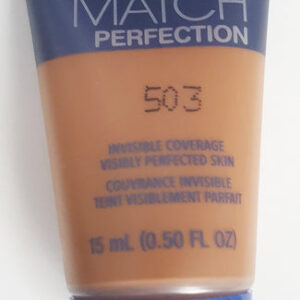 MATCH
PERFECTION
503
INVISIBLE COVERAGE
VISIBLY PERFECTED SKIN
COUVRANCE INVISIBLE
TEINT VISIBLEMENT PARFAIT
15 mL (0.50 FL OZ)